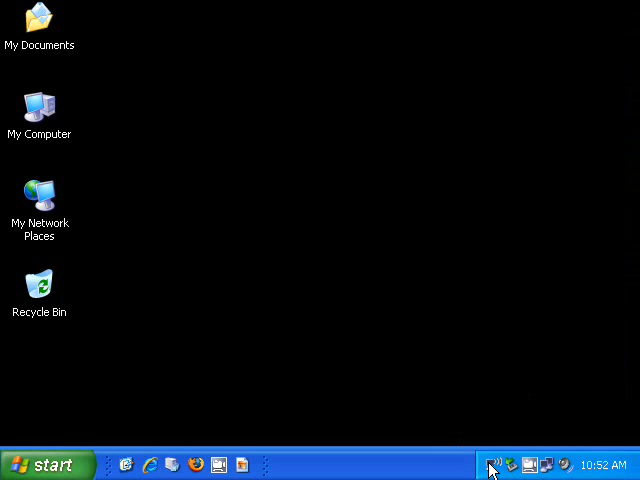 My Documents
My Computer
My Network
Places
Recycle Bin
start
10:52 AM